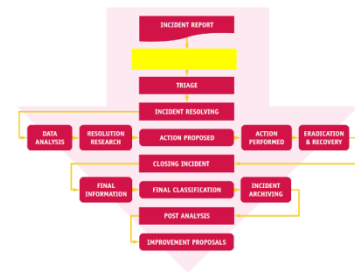 INCIDENT REPORT
TRIAGE
INCIDENT RESOLVING
DATA
ANALYSIS
RESOLUTION
RESEARCH
ACTION PROPOSED
ACTION
PERFORMED
ERADICATION
& RECOVERY
CLOSING INCIDENT
FINAL
INFORMATION
FINAL CLASSIFICATION
INCIDENT
ARCHIVING
POST ANALYSIS
IMPROVEMENT PROPOSALS